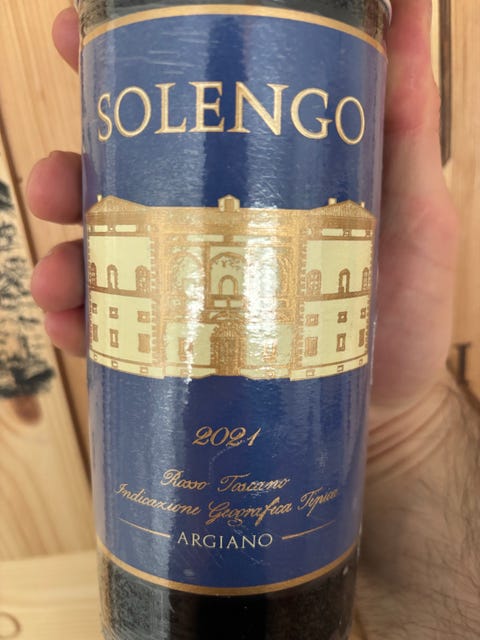 SOLENGO
2021
Rosso Toscano
Indicazione Geografica Tipica
ARGIANO